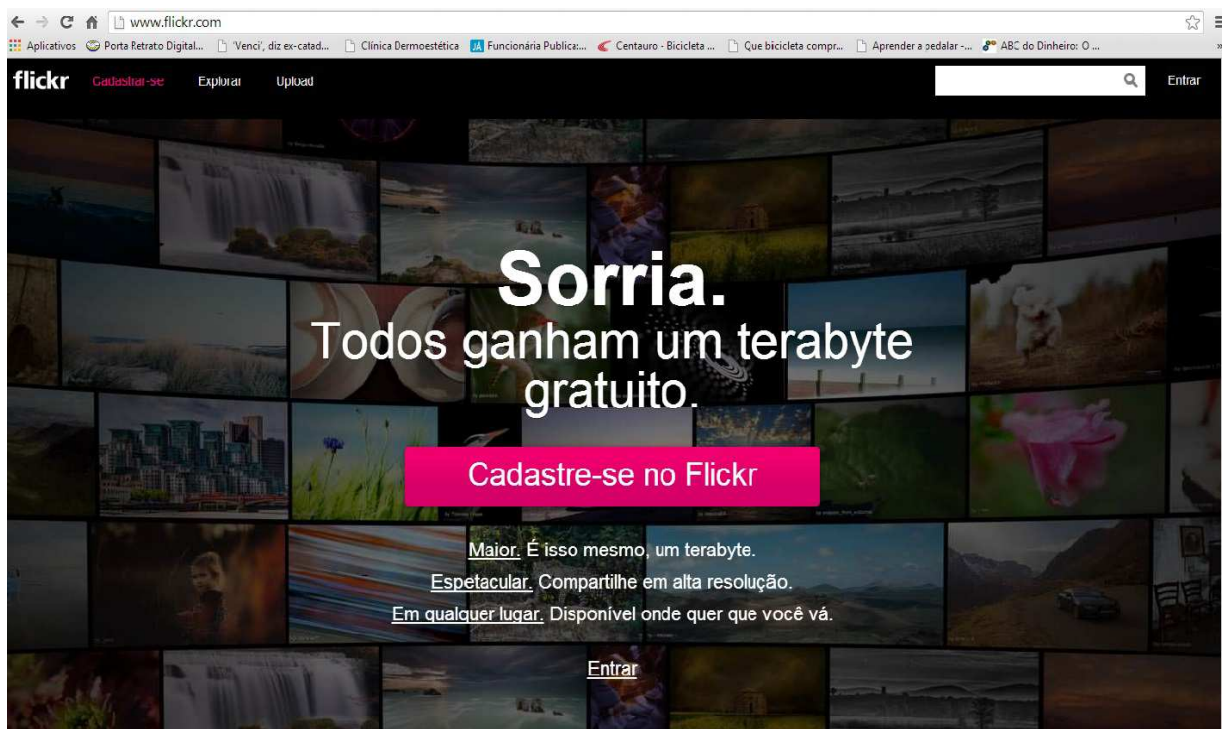 www.flickr.com
Aplicativos Porta Retrato Digital... 'Venci', diz ex-catad... Clínica Dermoestética Funcionária Publica:... Centauro - Bicicleta ... Que bicicleta compr... Aprender a pedalar -... ABC do Dinheiro: O ...
flickr Cadastrar-se Explorar Upload Entrar
Sorria.
Todos ganham um terabyte
gratuito.
Cadastre-se no Flickr
Maior. É isso mesmo, um terabyte.
Espetacular. Compartilhe em alta resolução.
Em qualquer lugar. Disponível onde quer que você vá.
Entrar